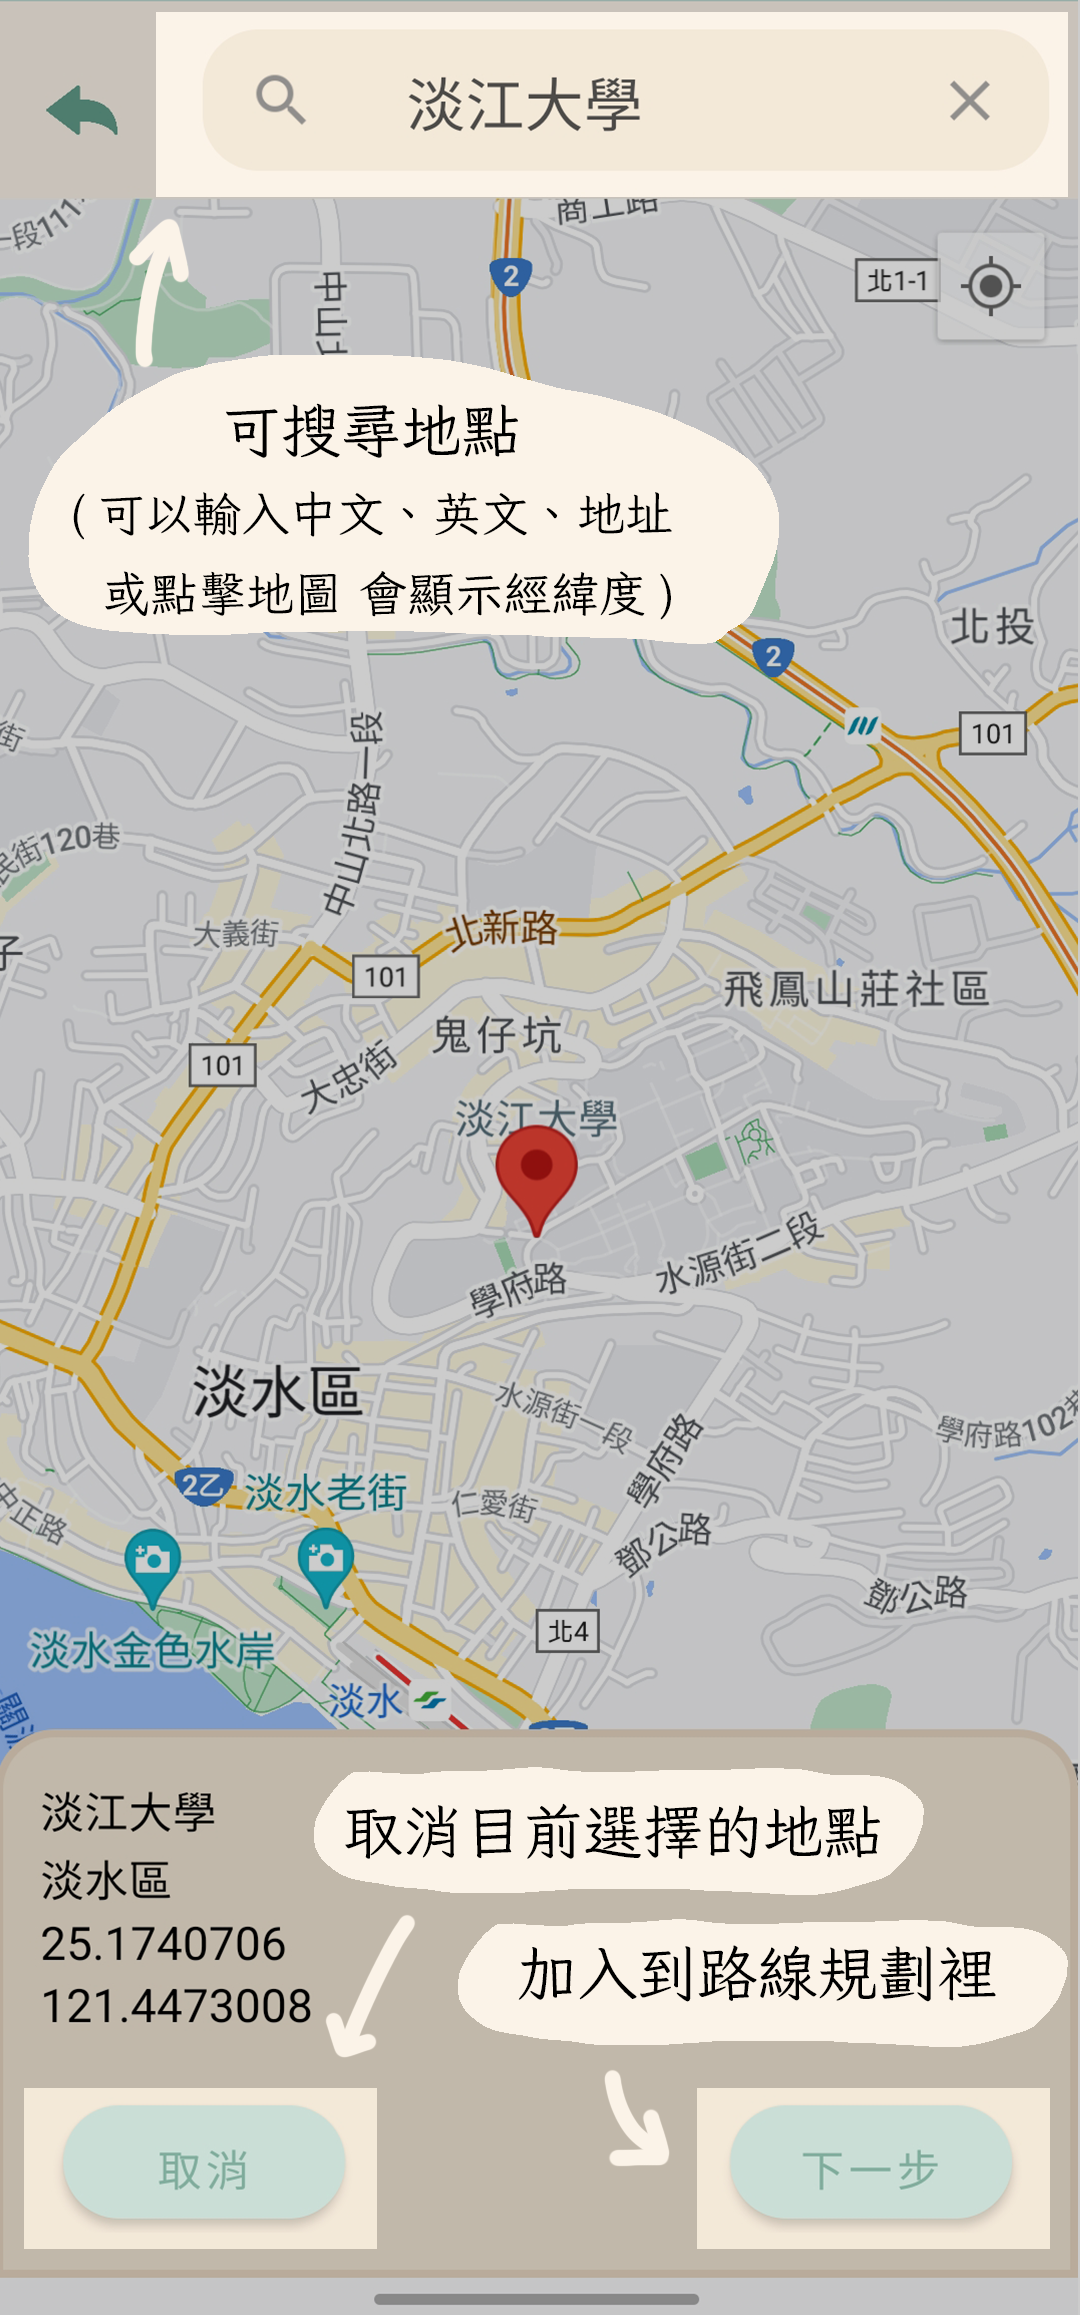 淡江大學
一段111
商工路
2
北1-1
中山北
可搜尋地點
(可以輸入中文、英文、地址
或點擊地圖 會顯示經緯度)
北投
2
101
街
中山北路一段
民街120巷
大義街
北新路
子
101
飛鳳山莊社區
鬼仔坑
101
大忠街
淡江大學
水源街二段
學府路
淡水區
水源街一段
學府路102巷
學府路
2乙
淡水老街
仁愛街
中正路
鄧公路
鄧公路
北4
淡水金色水岸
淡水
淡江大學
取消目前選擇的地點
淡水區
25.1740706
加入到路線規劃裡
121.4473008
取消
下一步